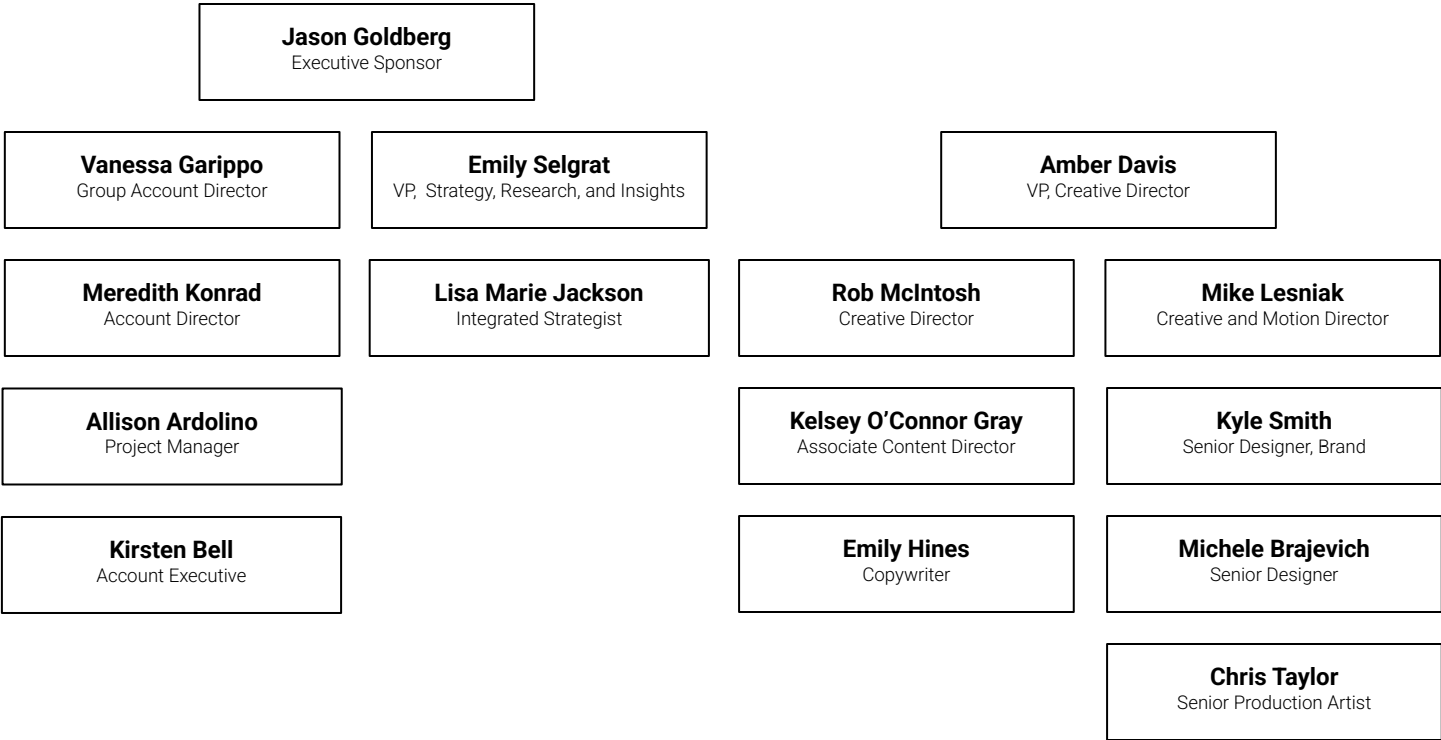 Jason Goldberg
Executive Sponsor
Vanessa Garippo
Group Account Director
Emily Selgrat
VP,  Strategy, Research, and Insights
Amber Davis
VP, Creative Director
Meredith Konrad
Account Director
Lisa Marie Jackson
Integrated Strategist
Rob McIntosh
Creative Director
Mike Lesniak
Creative and Motion Director
Allison Ardolino
Project Manager
Kelsey O’Connor Gray
Associate Content Director
Kyle Smith
Senior Designer, Brand
Kirsten Bell
Account Executive
Emily Hines
Copywriter
Michele Brajevich
Senior Designer
Chris Taylor
Senior Production Artist